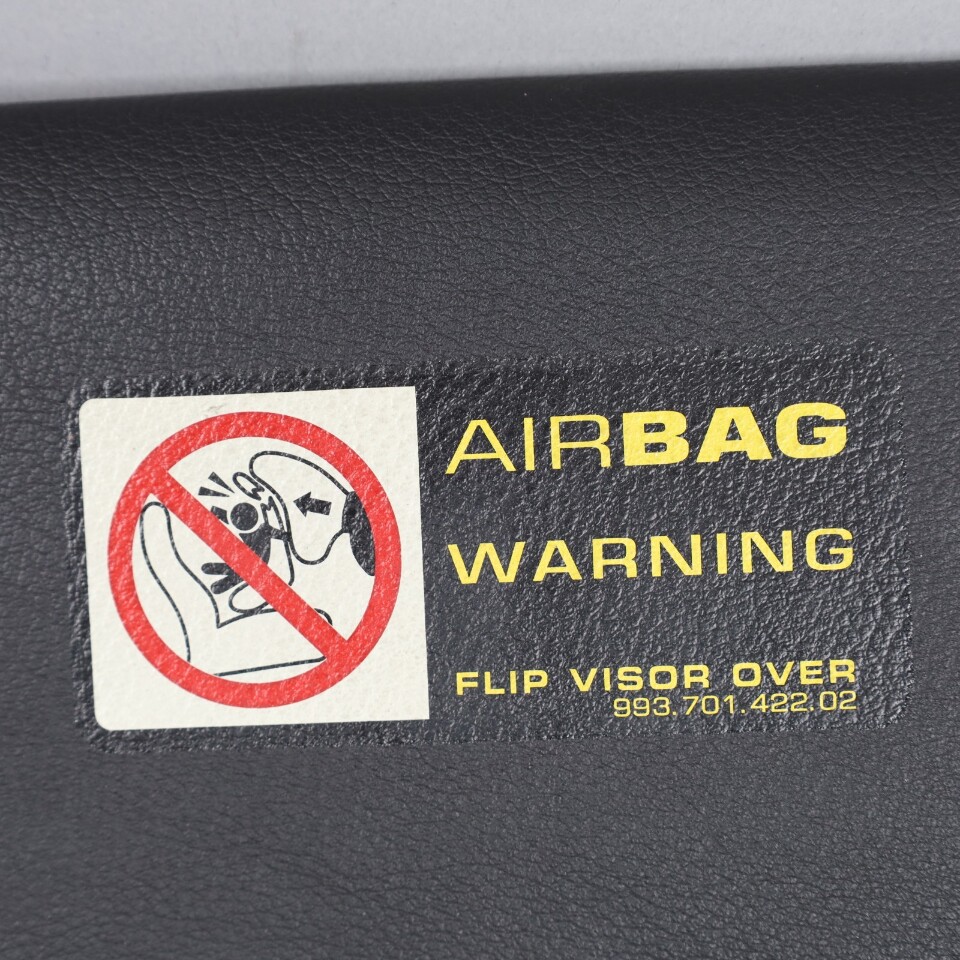 AIRBAG
WARNING
FLIP VISOR OVER
993.701.422.02